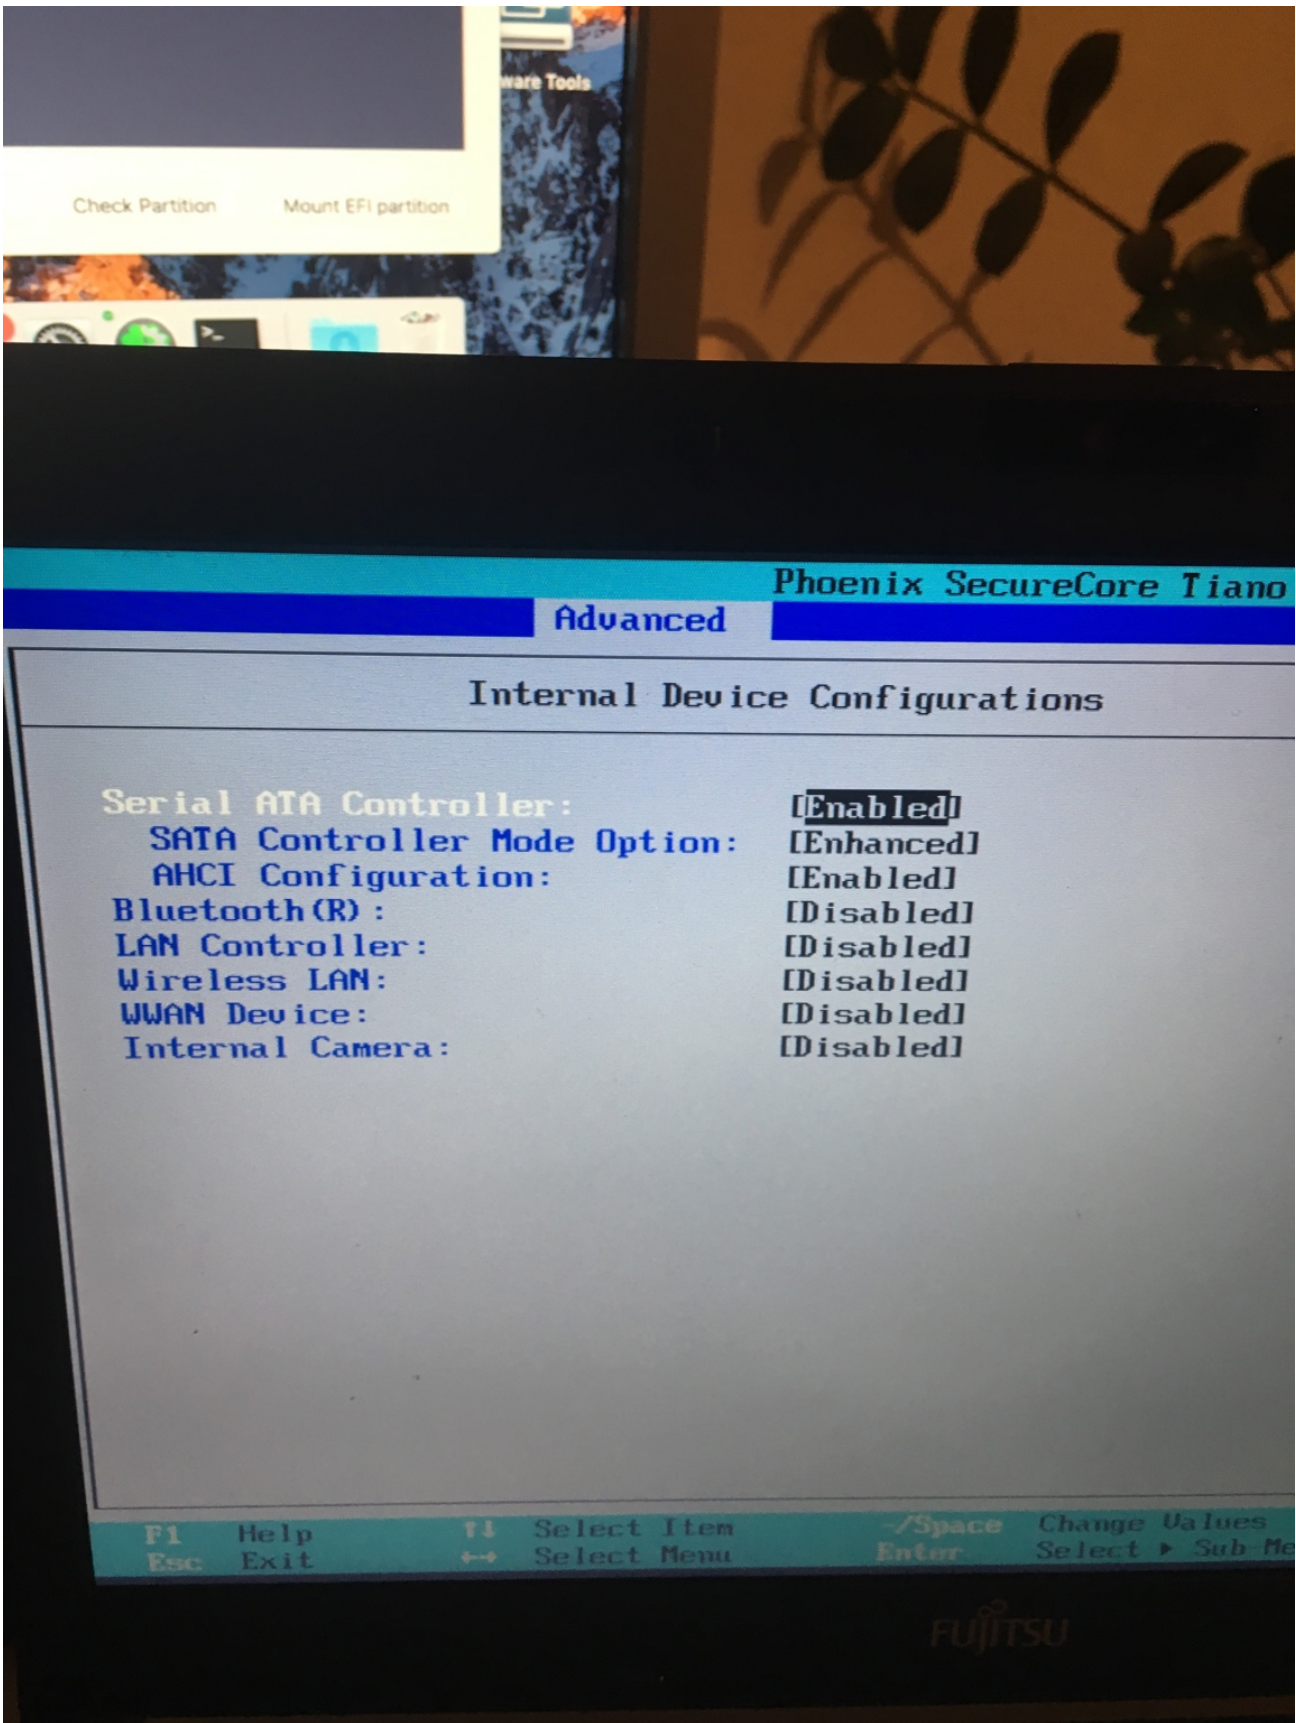 ware Tools
Check Partition Mount EFI partition
>_
Phoenix SecureCore Tiano
Advanced
Internal Device Configurations
Serial ATA Controller: [Enabled]
SATA Controller Mode Option: [Enhanced]
AHCI Configuration: [Enabled]
Bluetooth(R): [Disabled]
LAN Controller: [Disabled]
Wireless LAN: [Disabled]
WWAN Device: [Disabled]
Internal Camera: [Disabled]
F1 Help ↑↓ Select Item -/Space Change Values
Esc Exit ←→ Select Menu Enter Select ▶ Sub-Me
FUJITSU